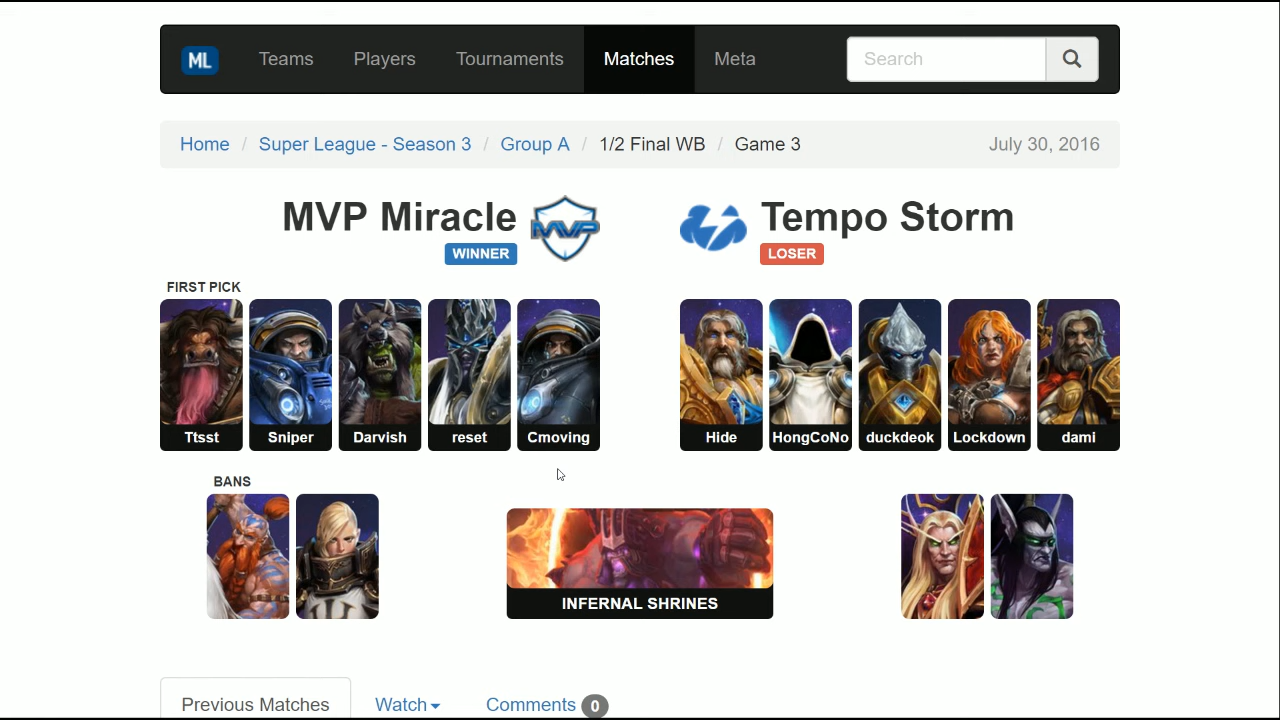 ML Teams Players Tournaments Matches Meta Search
Home / Super League - Season 3 / Group A / 1/2 Final WB / Game 3 July 30, 2016
MVP Miracle MVP Tempo Storm
WINNER LOSER
FIRST PICK
Ttsst Sniper Darvish reset Cmoving Hide HongCoNo duckdeok Lockdown dami
BANS
INFERNAL SHRINES
Previous Matches Watch Comments 0